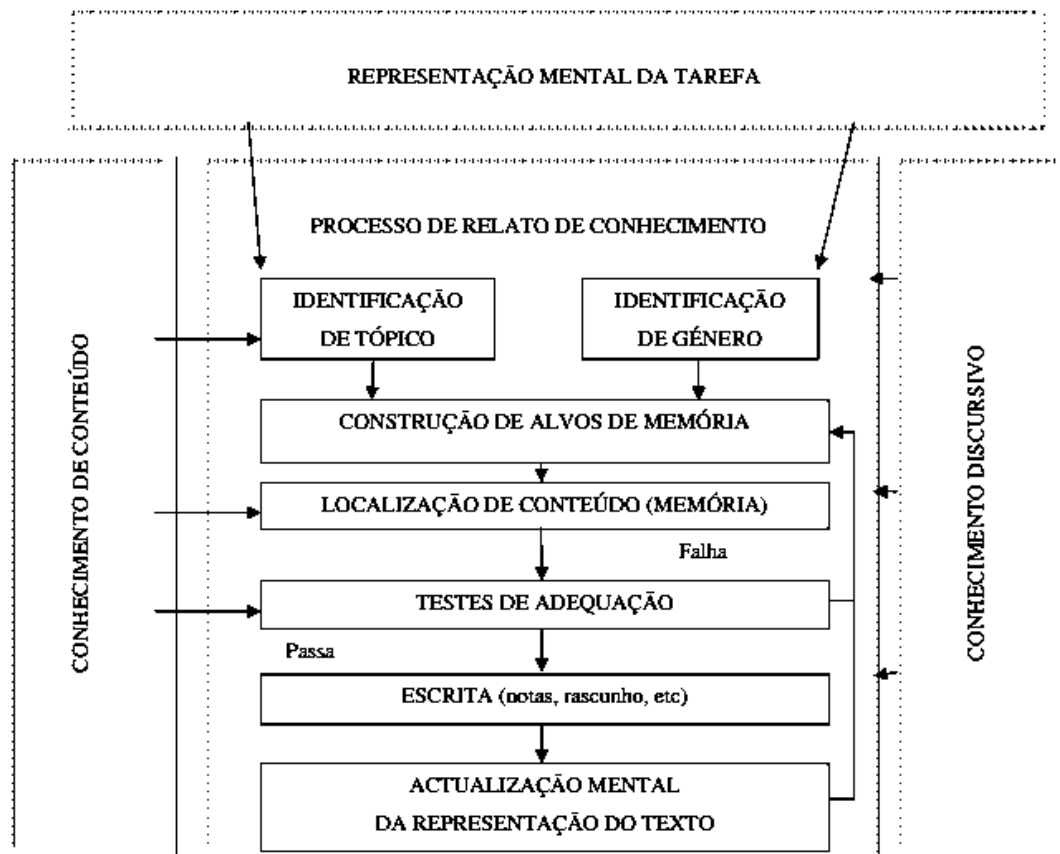 REPRESENTAÇÃO MENTAL DA TAREFA
PROCESSO DE RELATO DE CONHECIMENTO
IDENTIFICAÇÃO
DE TÓPICO
IDENTIFICAÇÃO
DE GÉNERO
CONSTRUÇÃO DE ALVOS DE MEMÓRIA
LOCALIZAÇÃO DE CONTEÚDO (MEMÓRIA)
Falha
TESTES DE ADEQUAÇÃO
Passa
ESCRITA (notas, rascunho, etc)
ACTUALIZAÇÃO MENTAL
DA REPRESENTAÇÃO DO TEXTO
CONHECIMENTO DE CONTEÚDO
CONHECIMENTO DISCURSIVO